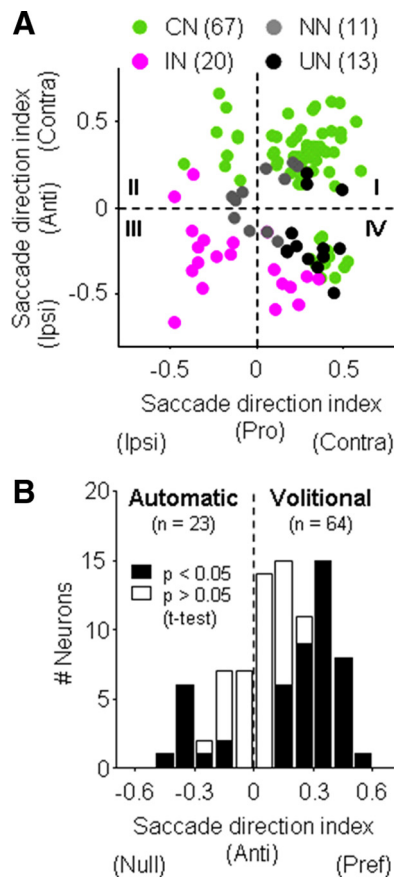 A
CN (67) NN (11)
IN (20) UN (13)
Saccade direction index
(Anti)
(Ipsi) (Contra)
0.5
0
-0.5
II I
III IV
-0.5 0 0.5
Saccade direction index
(Pro)
(Ipsi) (Contra)
B
Automatic Volitional
(n = 23) (n = 64)
p < 0.05
p > 0.05
(t-test)
# Neurons
20
15
10
5
0
-0.6 -0.3 0 0.3 0.6
Saccade direction index
(Anti)
(Null) (Pref)